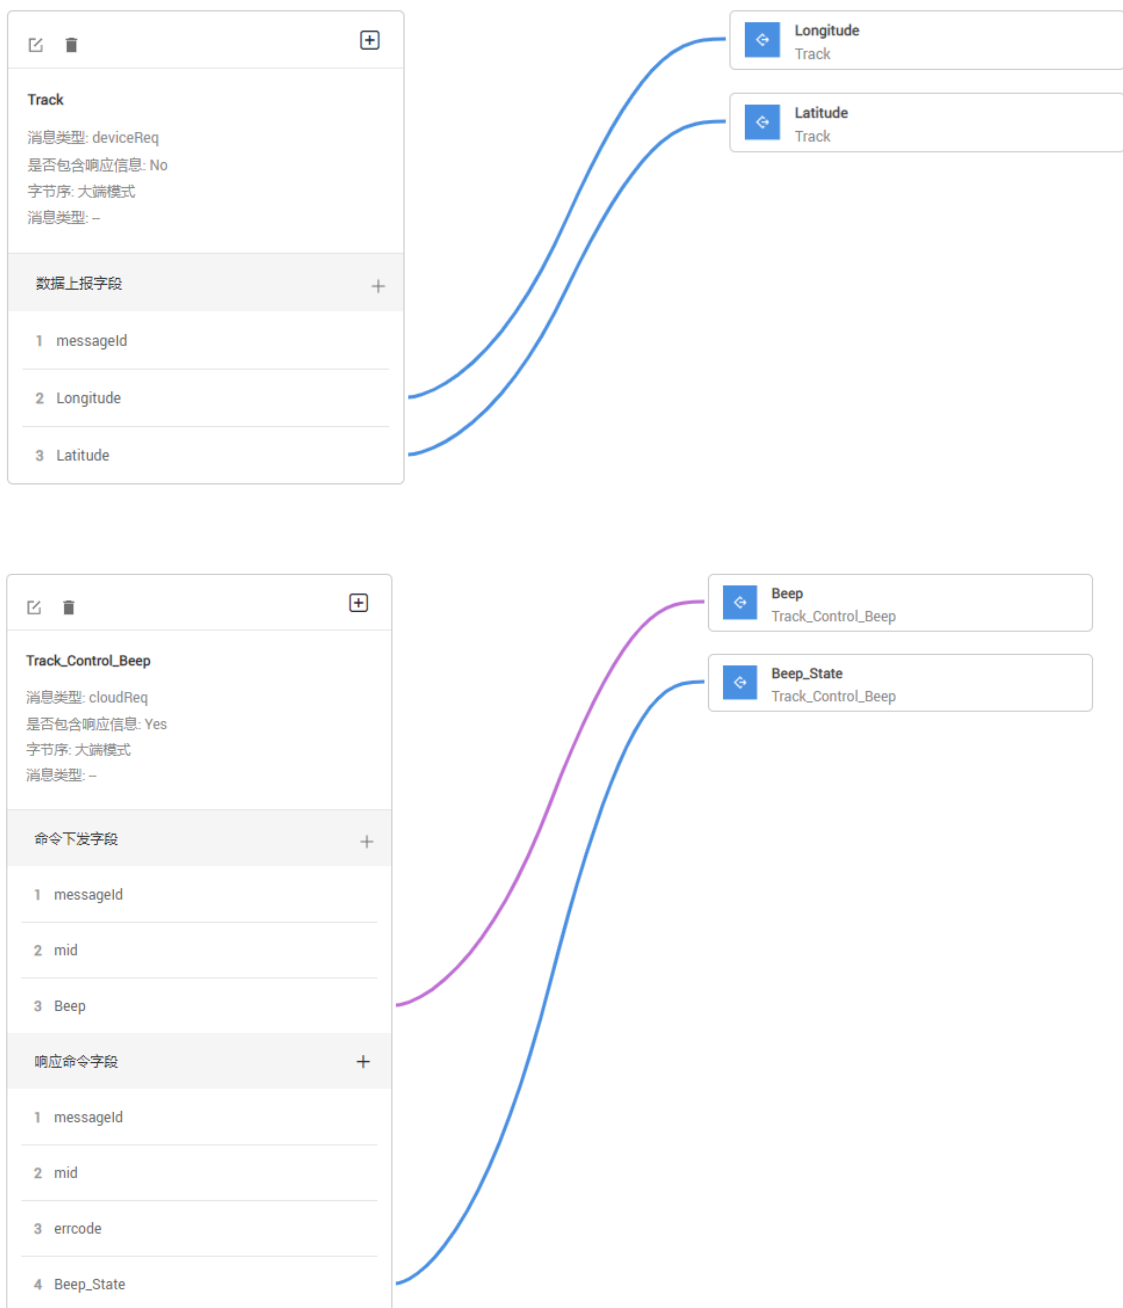 Track
消息类型: deviceReq
是否包含响应信息: No
字节序: 大端模式
消息类型: –
数据上报字段
1 messageId
2 Longitude
3 Latitude
Longitude
Track
Latitude
Track
Track_Control_Beep
消息类型: cloudReq
是否包含响应信息: Yes
字节序: 大端模式
消息类型: –
命令下发字段
1 messageId
2 mid
3 Beep
响应命令字段
1 messageId
2 mid
3 errcode
4 Beep_State
Beep
Track_Control_Beep
Beep_State
Track_Control_Beep